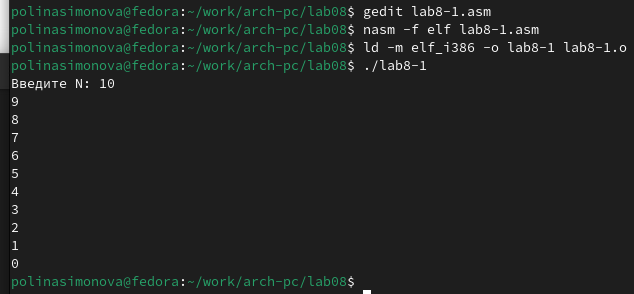 polinasimonova@fedora:~/work/arch-pc/lab08$ gedit lab8-1.asm
polinasimonova@fedora:~/work/arch-pc/lab08$ nasm -f elf lab8-1.asm
polinasimonova@fedora:~/work/arch-pc/lab08$ ld -m elf_i386 -o lab8-1 lab8-1.o
polinasimonova@fedora:~/work/arch-pc/lab08$ ./lab8-1
Введите N: 10
9
8
7
6
5
4
3
2
1
0
polinasimonova@fedora:~/work/arch-pc/lab08$